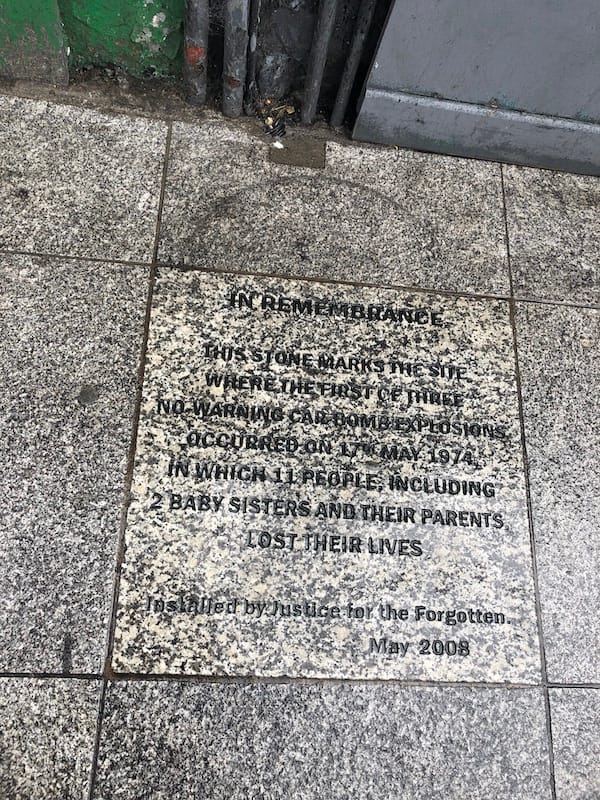 IN REMEMBRANCE
THIS STONE MARKS THE SITE
WHERE THE FIRST OF THREE
NO-WARNING CAR BOMB EXPLOSIONS
OCCURRED ON 17TH MAY 1974,
IN WHICH 11 PEOPLE, INCLUDING
2 BABY SISTERS AND THEIR PARENTS,
LOST THEIR LIVES
Installed by Justice for the Forgotten.
May 2008